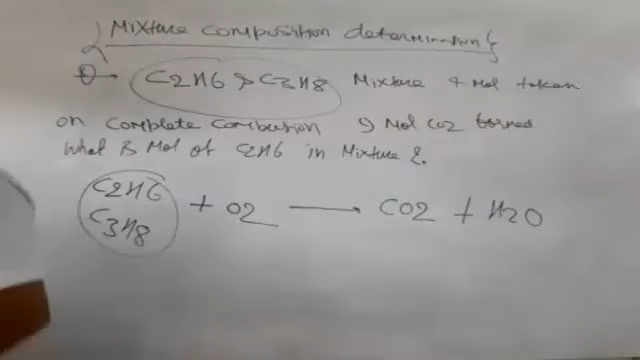 Mixture Composition determination
Q → C2H6 & C3H8 Mixture 4 Mol taken
on Complete Combusion 9 Mol CO2 formed
What is Mol of C2H6 in Mixture ?.
C2H6 + O2 → CO2 + H2O
C3H8